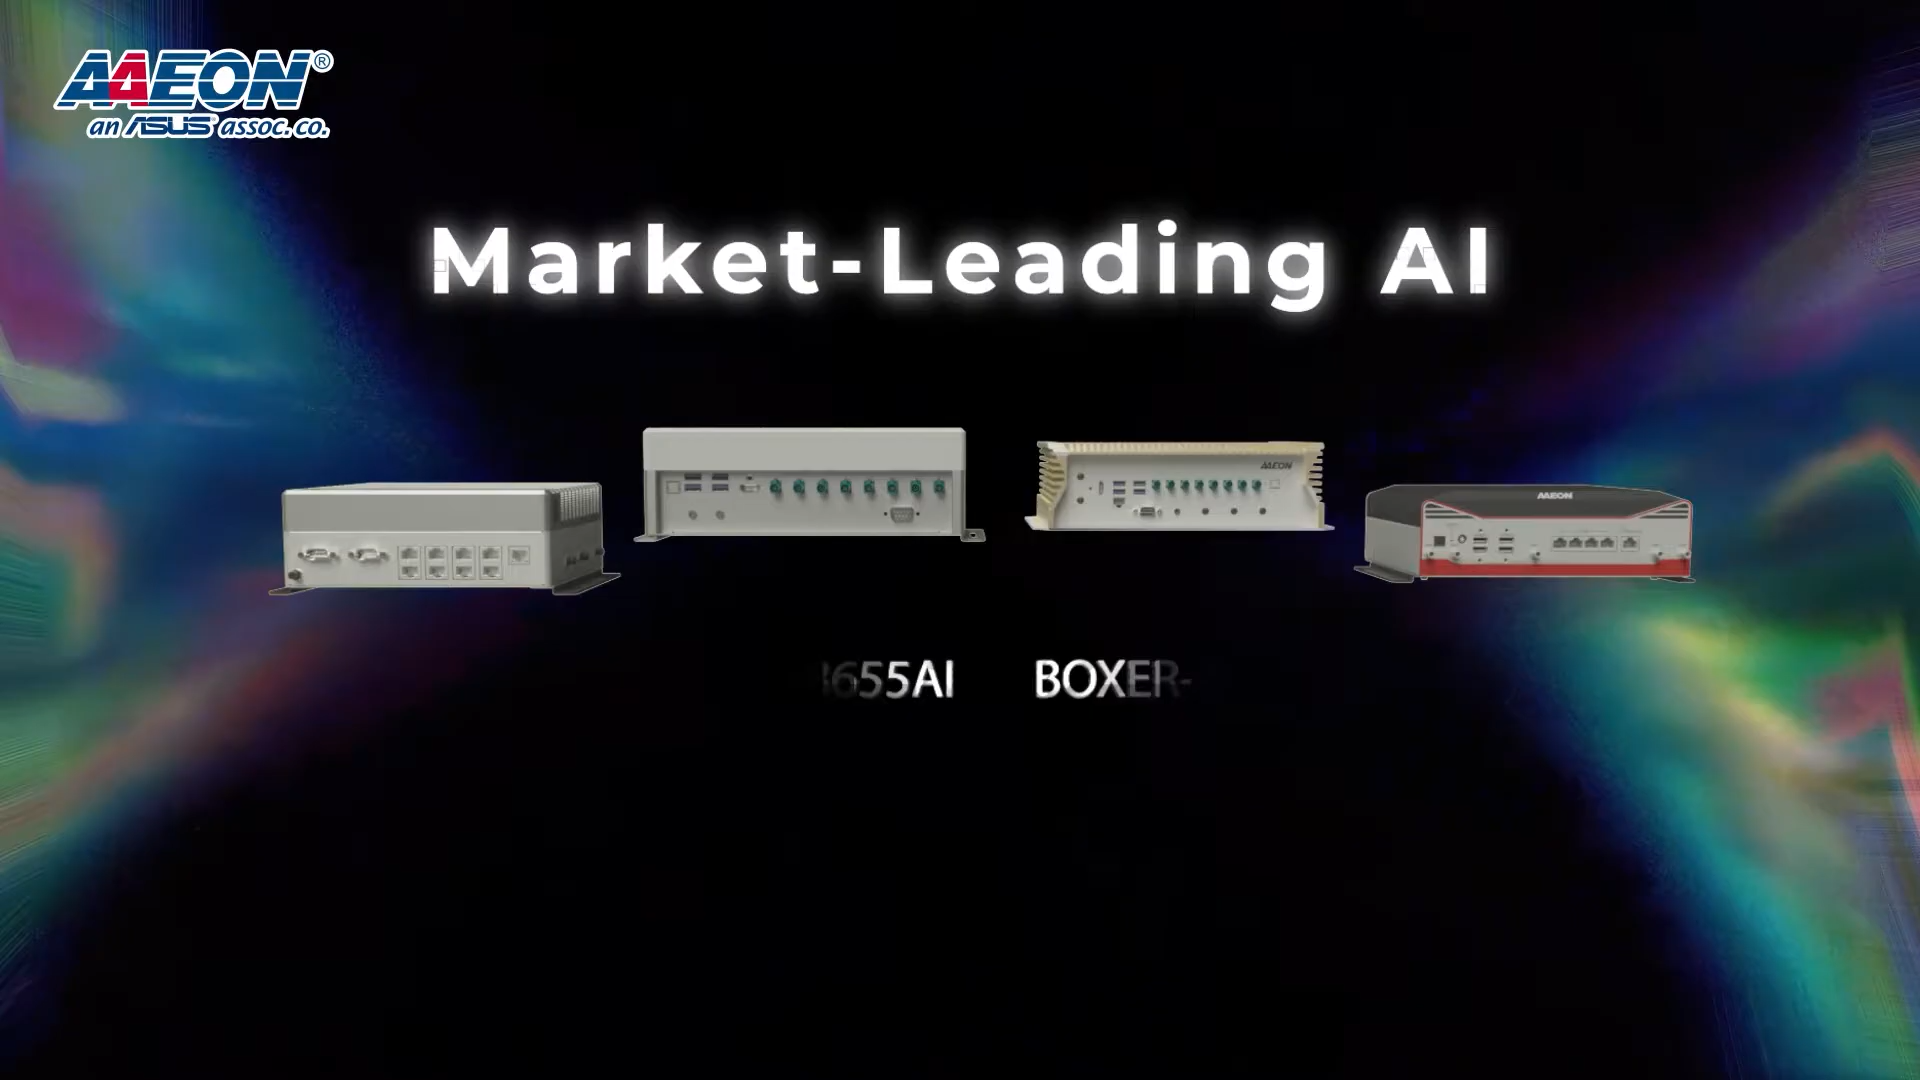 AAEON®
an ASUS assoc. co.
Market-Leading AI
AAEON
AAEON
655AI BOXER-